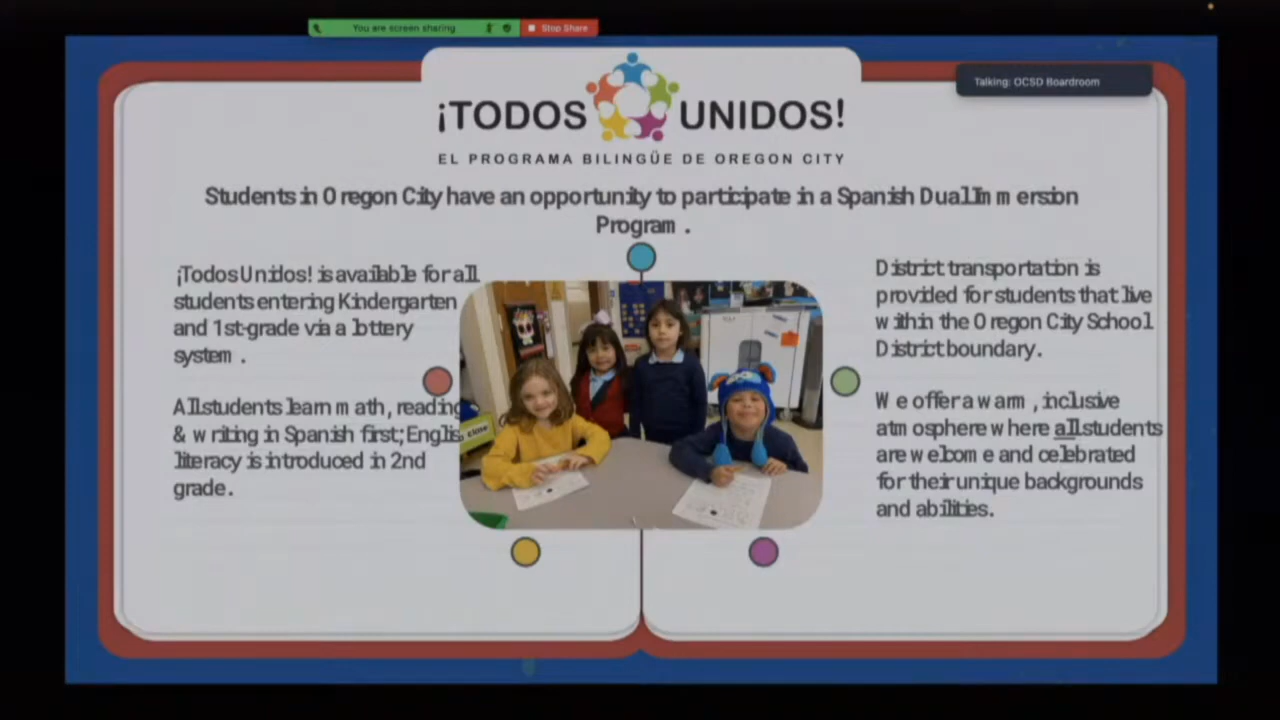 You are screen sharing
Stop Share
Talking: OCSD Boardroom
¡TODOS UNIDOS!
EL PROGRAMA BILINGÜE DE OREGON CITY
Students in Oregon City have an opportunity to participate in a Spanish Dual Immersion
Program.
¡Todos Unidos! is available for all
students entering Kindergarten
and 1st-grade via a lottery
system.
All students learn math, reading
& writing in Spanish first; Englis
literacy is introduced in 2nd
grade.
District transportation is
provided for students that live
within the Oregon City School
District boundary.
We offer a warm, inclusive
atmosphere where all students
are welcome and celebrated
for their unique backgrounds
and abilities.